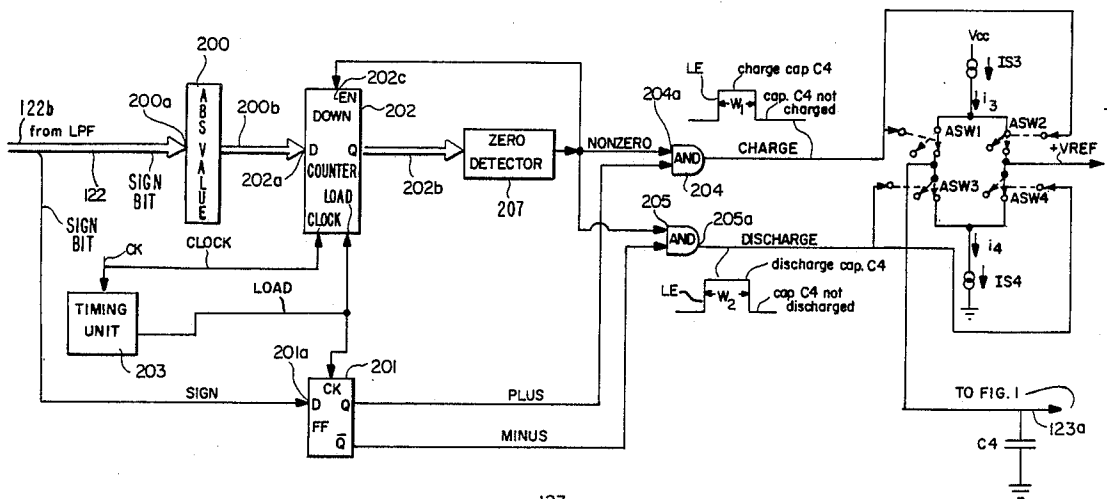 122b
from LPF
122
SIGN BIT
200a
200
ABS VALUE
200b
202c
EN
DOWN
202
D Q
202a
COUNTER
LOAD
CLOCK
202b
ZERO DETECTOR
207
NONZERO
204a
AND
204
CHARGE
LE
W1
charge cap C4
cap. C4 not charged
205
AND
205a
DISCHARGE
discharge cap. C4
LE
W2
cap C4 not discharged
Vcc
IS3
i3
ASW1
ASW2
+VREF
ASW3
ASW4
i4
IS4
SIGN BIT
CK
CLOCK
TIMING UNIT
203
LOAD
201a
201
CK
D Q
FF
Q̅
SIGN
PLUS
MINUS
TO FIG. 1
123a
C4